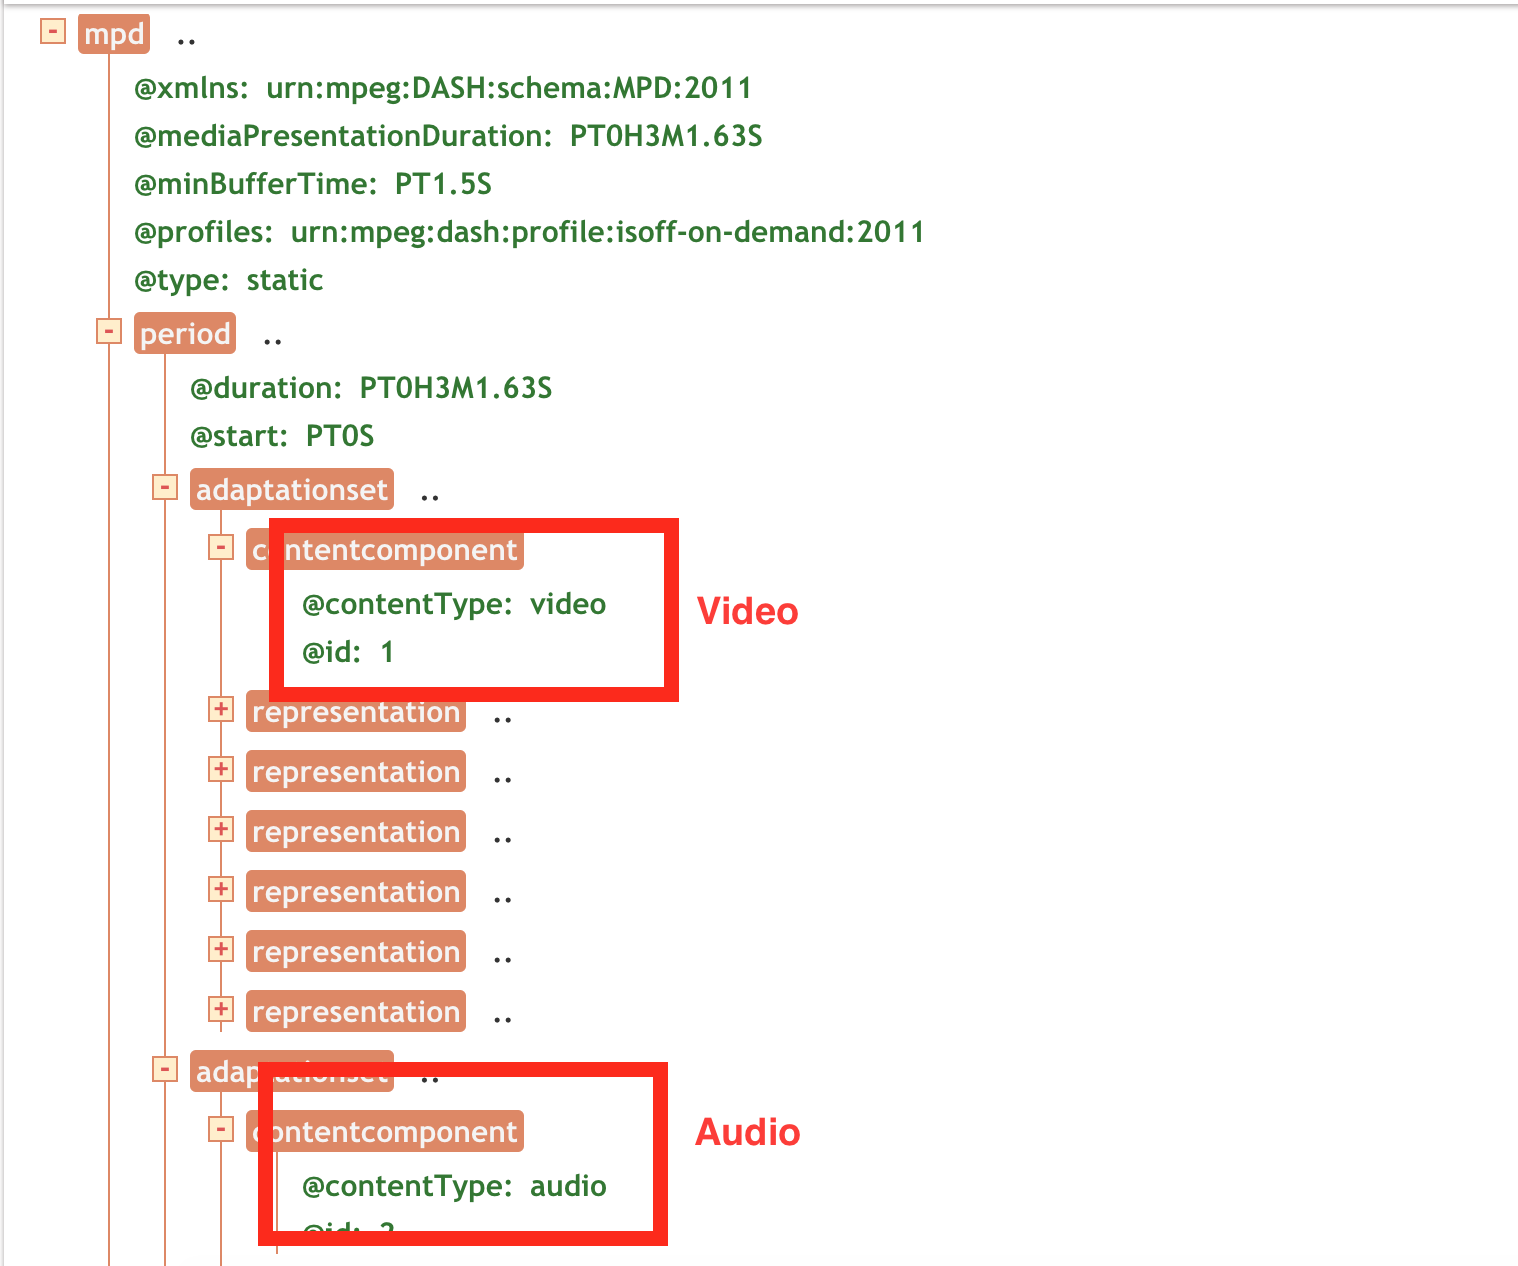 - mpd ..
@xmlns: urn:mpeg:DASH:schema:MPD:2011
@mediaPresentationDuration: PT0H3M1.63S
@minBufferTime: PT1.5S
@profiles: urn:mpeg:dash:profile:isoff-on-demand:2011
@type: static
- period ..
@duration: PT0H3M1.63S
@start: PT0S
- adaptationset ..
- contentcomponent
@contentType: video
Video
@id: 1
+ representation ..
+ representation ..
+ representation ..
+ representation ..
+ representation ..
+ representation ..
- adaptationset ..
- contentcomponent
Audio
@contentType: audio
@id: 2